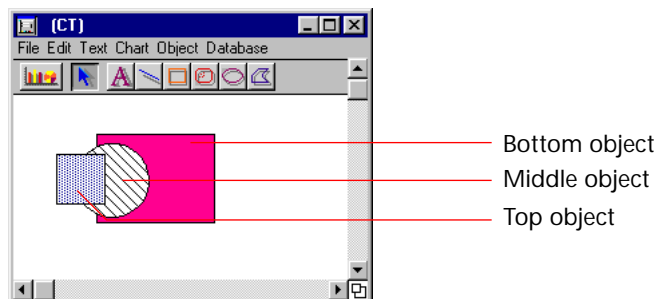 (CT)
File Edit Text Chart Object Database
A
Bottom object
Middle object
Top object